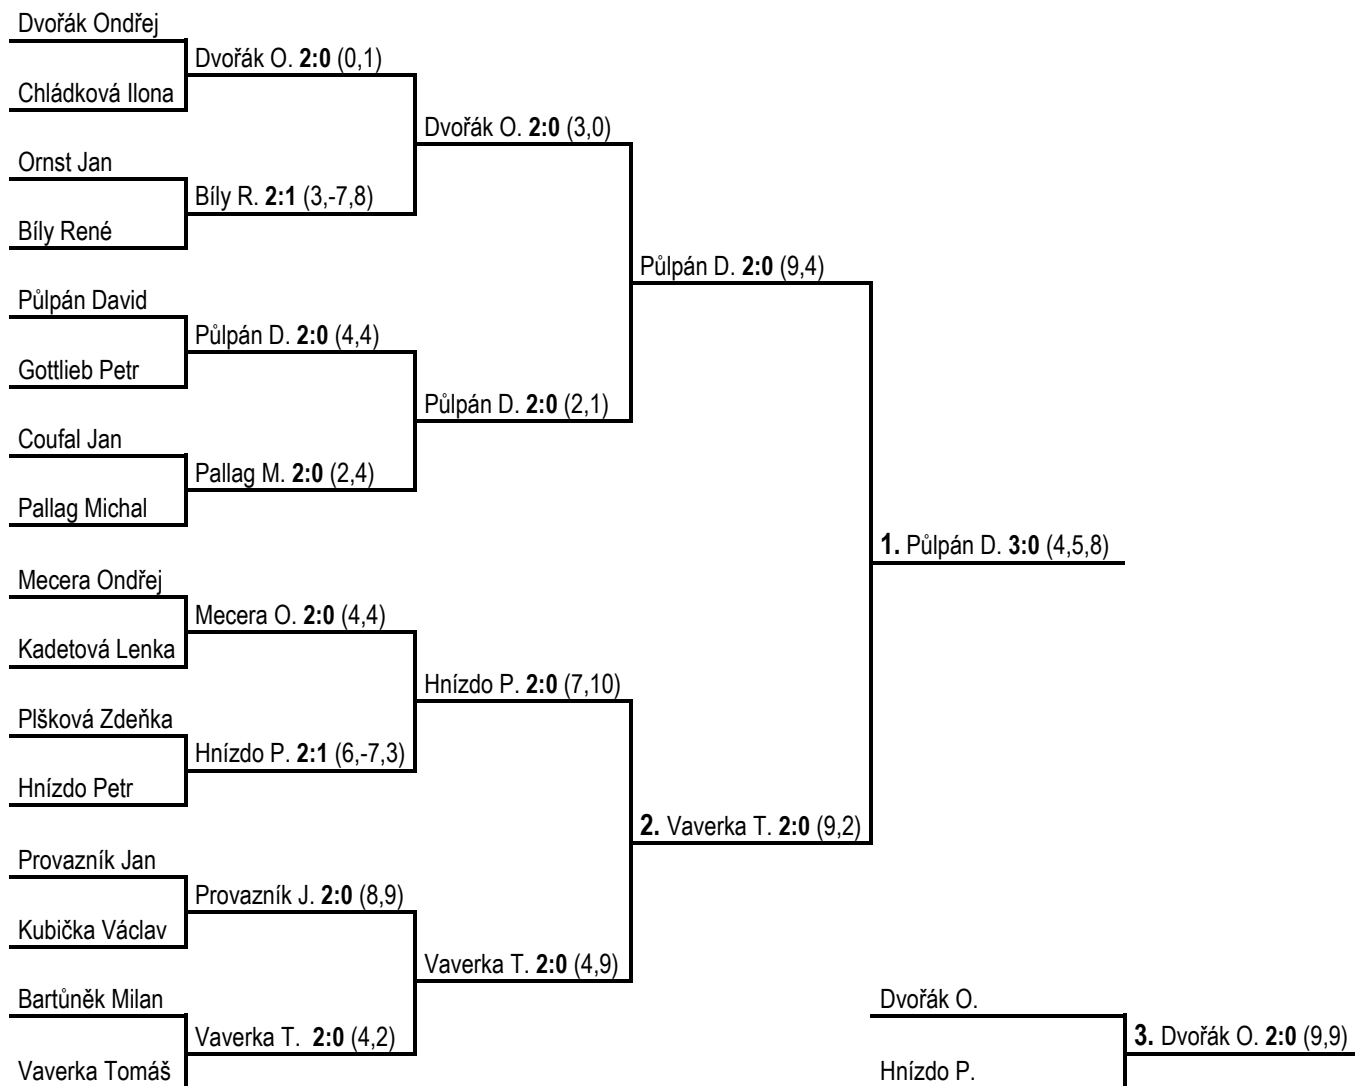 Dvořák Ondřej
Dvořák O. 2:0 (0,1)
Chládková Ilona
Dvořák O. 2:0 (3,0)
Ornst Jan
Bíly R. 2:1 (3,-7,8)
Bíly René
Půlpán D. 2:0 (9,4)
Půlpán David
Půlpán D. 2:0 (4,4)
Gottlieb Petr
Půlpán D. 2:0 (2,1)
Coufal Jan
Pallag M. 2:0 (2,4)
Pallag Michal
1. Půlpán D. 3:0 (4,5,8)
Mecera Ondřej
Mecera O. 2:0 (4,4)
Kadetová Lenka
Hnízdo P. 2:0 (7,10)
Plšková Zdeňka
Hnízdo P. 2:1 (6,-7,3)
Hnízdo Petr
2. Vaverka T. 2:0 (9,2)
Provazník Jan
Provazník J. 2:0 (8,9)
Kubička Václav
Vaverka T. 2:0 (4,9)
Bartůněk Milan
Dvořák O.
Vaverka T. 2:0 (4,2)
3. Dvořák O. 2:0 (9,9)
Vaverka Tomáš
Hnízdo P.